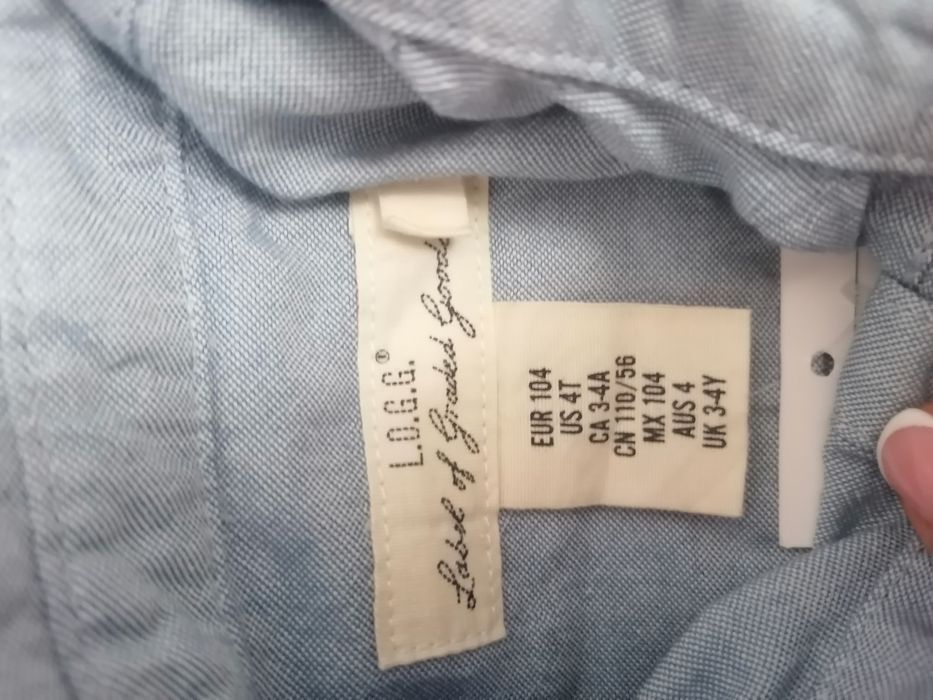 L.O.G.G.®
Label of Graded Goods
EUR 104
US 4T
CA 3-4A
CN 110/56
MX 104
AUS 4
UK 3-4Y